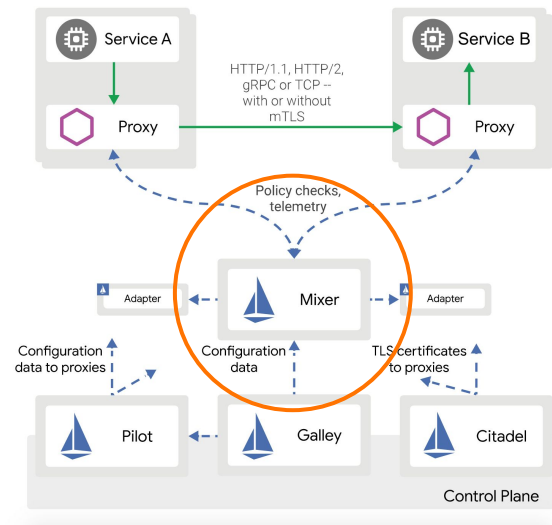 Service A
Service B
HTTP/1.1, HTTP/2,
gRPC or TCP --
with or without
mTLS
Proxy
Proxy
Policy checks,
telemetry
Mixer
Adapter
Adapter
Configuration
data to proxies
Configuration
data
TLS certificates
to proxies
Pilot
Galley
Citadel
Control Plane